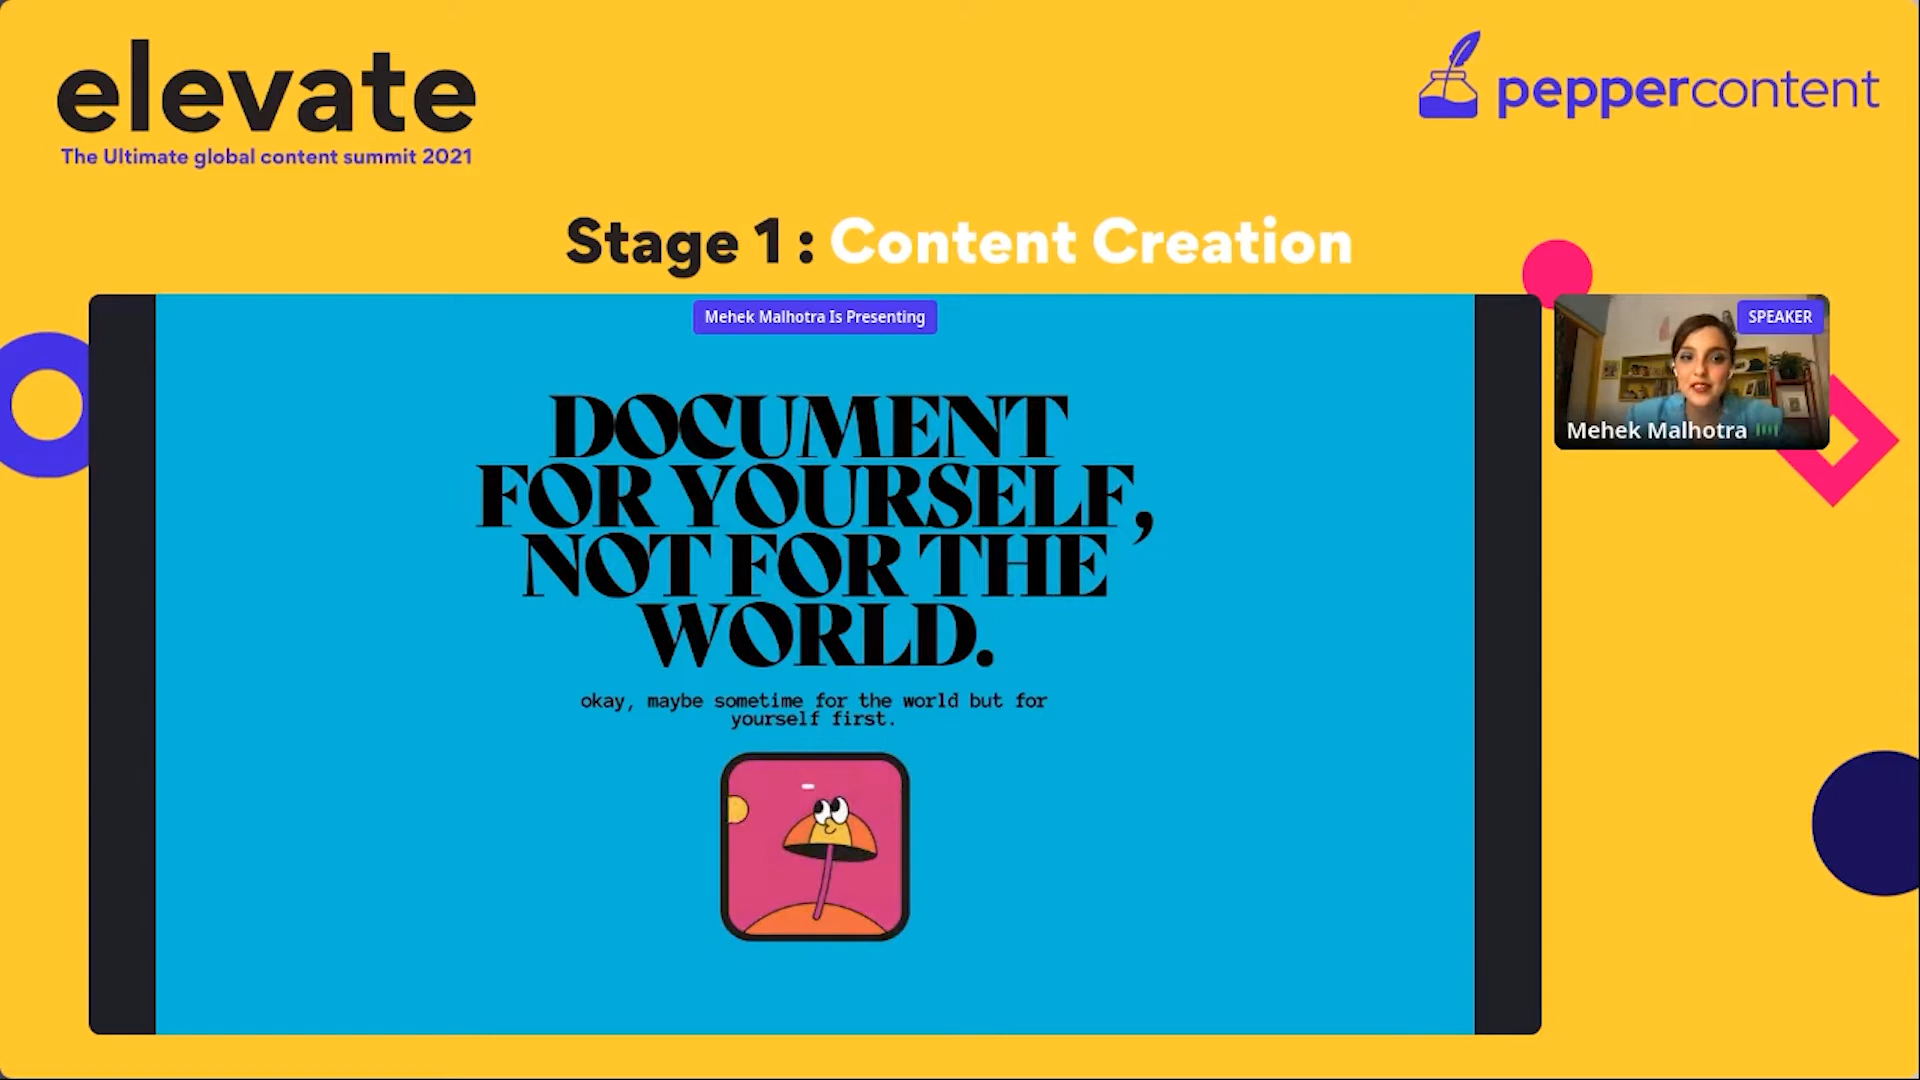 elevate
The Ultimate global content summit 2021
peppercontent
Stage 1 : Content Creation
Mehek Malhotra Is Presenting
SPEAKER
Mehek Malhotra
DOCUMENT
FOR YOURSELF,
NOT FOR THE
WORLD.
okay, maybe sometime for the world but for
yourself first.